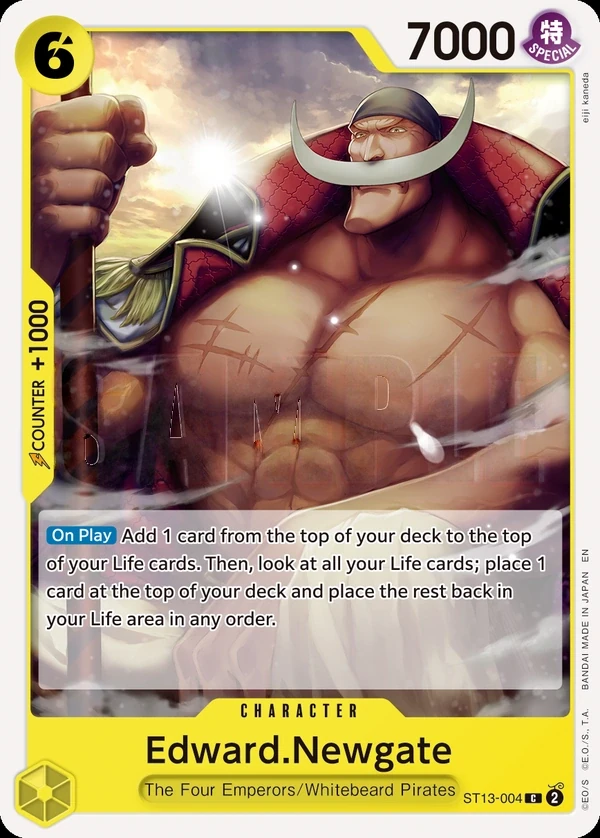 6
7000
特
SPECIAL
eiji kaneda
COUNTER +1000
SAMPLE
On Play Add 1 card from the top of your deck to the top
of your Life cards. Then, look at all your Life cards; place 1
card at the top of your deck and place the rest back in
your Life area in any order.
CHARACTER
Edward.Newgate
The Four Emperors/Whitebeard Pirates
ST13-004 C 2
©EO/S ©E.O./S., T.A. BANDAI MADE IN JAPAN EN